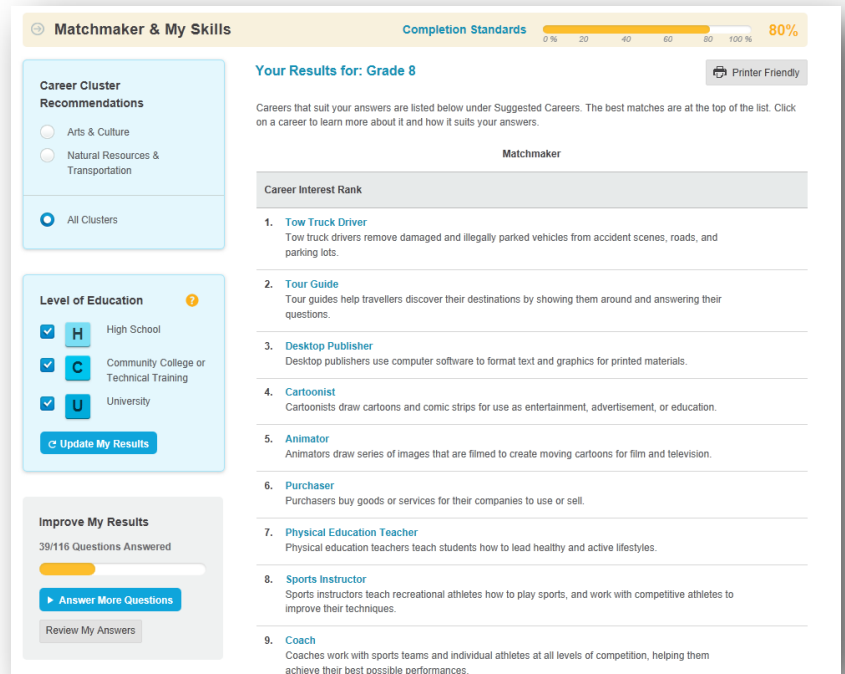 Matchmaker & My Skills
Completion Standards
0 % 20 40 60 80 100 %
80%
Career Cluster
Recommendations
Arts & Culture
Natural Resources &
Transportation
All Clusters
Level of Education ?
H High School
C Community College or
Technical Training
U University
Update My Results
Improve My Results
39/116 Questions Answered
Answer More Questions
Review My Answers
Your Results for: Grade 8
Printer Friendly
Careers that suit your answers are listed below under Suggested Careers. The best matches are at the top of the list. Click
on a career to learn more about it and how it suits your answers.
Matchmaker
Career Interest Rank
1. Tow Truck Driver
Tow truck drivers remove damaged and illegally parked vehicles from accident scenes, roads, and
parking lots.
2. Tour Guide
Tour guides help travellers discover their destinations by showing them around and answering their
questions.
3. Desktop Publisher
Desktop publishers use computer software to format text and graphics for printed materials.
4. Cartoonist
Cartoonists draw cartoons and comic strips for use as entertainment, advertisement, or education.
5. Animator
Animators draw series of images that are filmed to create moving cartoons for film and television.
6. Purchaser
Purchasers buy goods or services for their companies to use or sell.
7. Physical Education Teacher
Physical education teachers teach students how to lead healthy and active lifestyles.
8. Sports Instructor
Sports instructors teach recreational athletes how to play sports, and work with competitive athletes to
improve their techniques.
9. Coach
Coaches work with sports teams and individual athletes at all levels of competition, helping them
achieve their best possible performances.